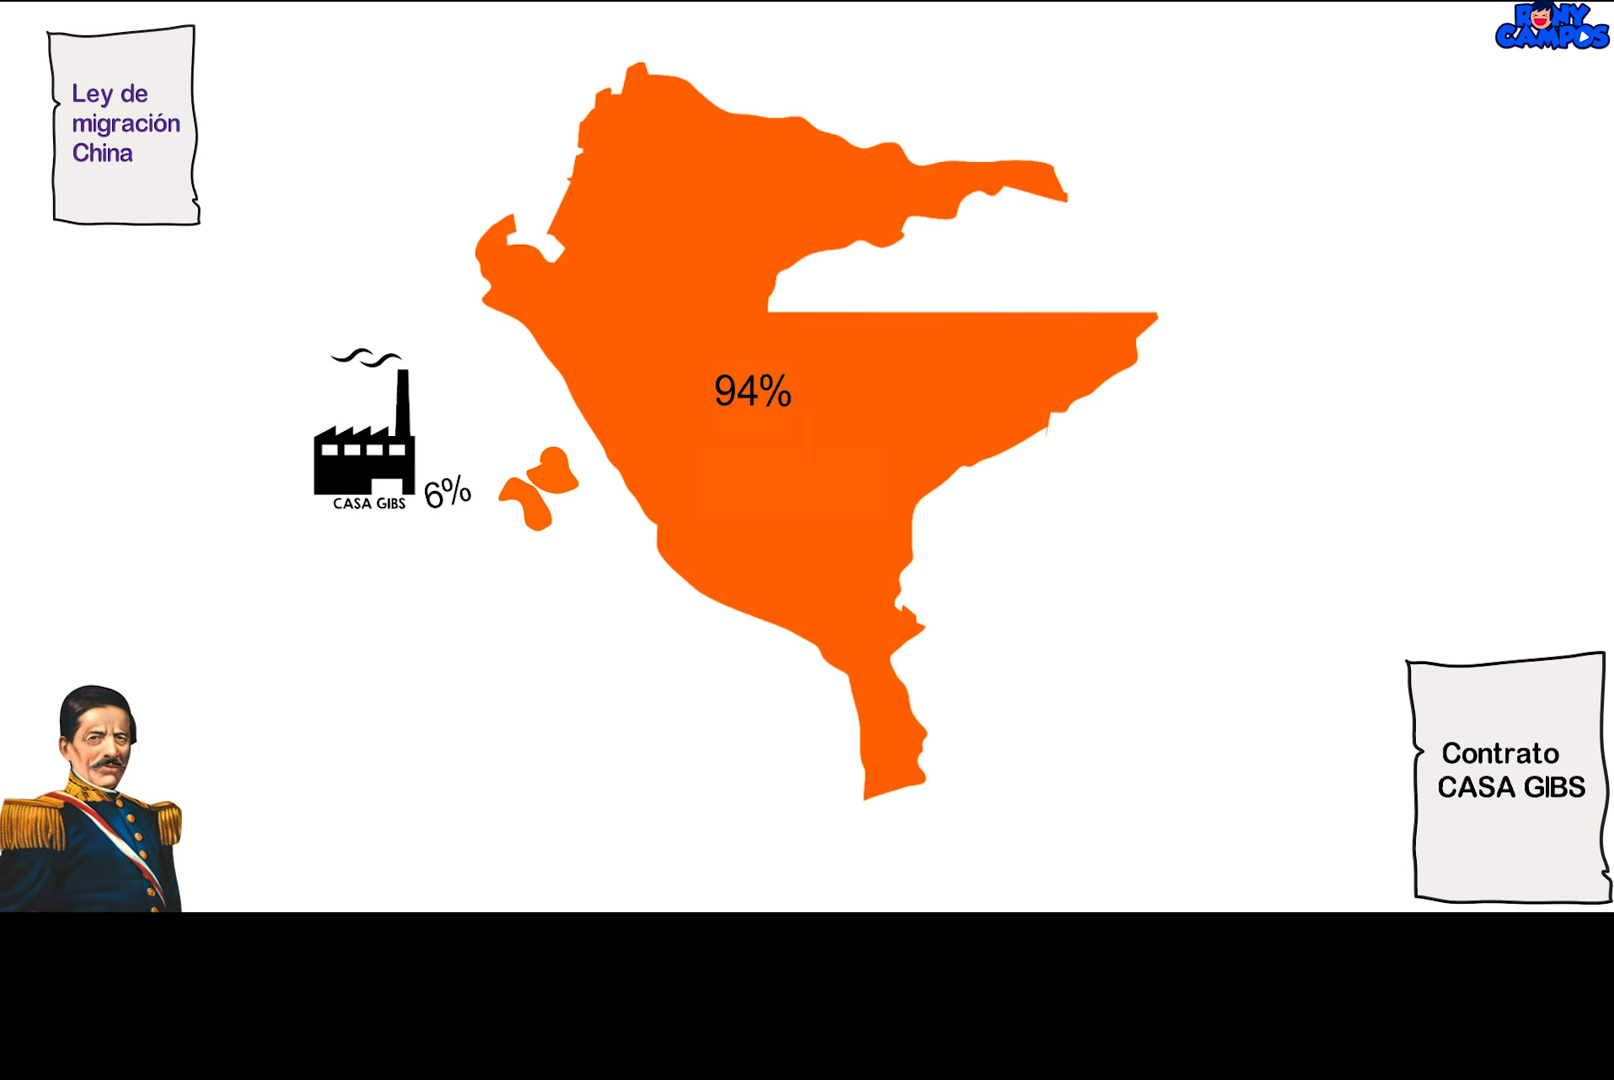 RONY
CAMPOS
Ley de
migración
China
94%
6%
CASA GIBS
Contrato
CASA GIBS